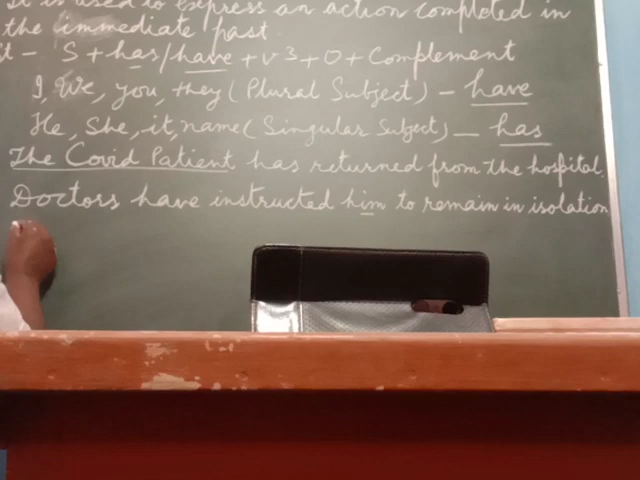 It is used to express an action completed in
the immediate past.
S + has/have + V3 + O + Complement
I, We, you, they (Plural Subject) - have
He, She, it, name (Singular Subject) - has
The Covid Patient has returned from the hospital.
Doctors have instructed him to remain in isolation